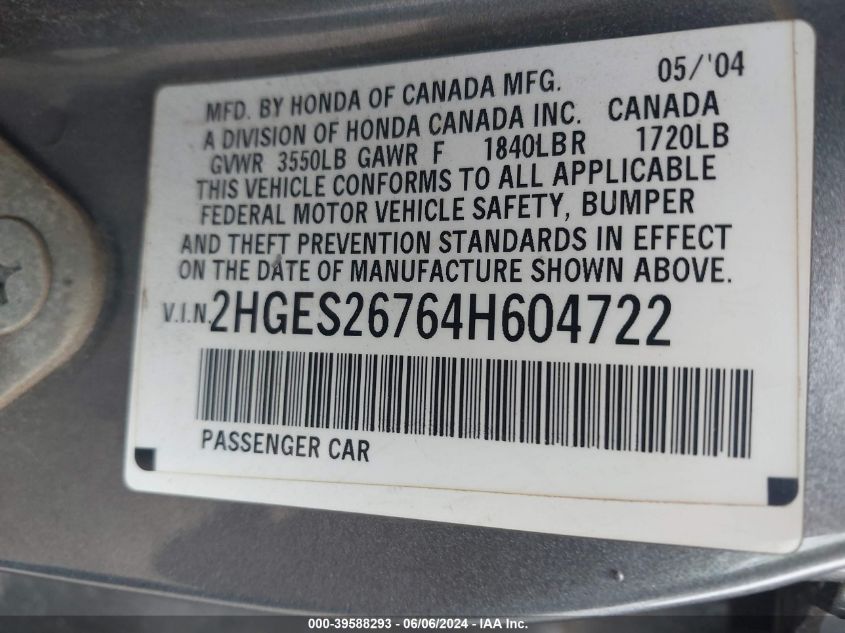 05/'04
MFD. BY HONDA OF CANADA MFG.
A DIVISION OF HONDA CANADA INC. CANADA
GVWR 3550LB GAWR F 1840LBR 1720LB
THIS VEHICLE CONFORMS TO ALL APPLICABLE
FEDERAL MOTOR VEHICLE SAFETY, BUMPER
AND THEFT PREVENTION STANDARDS IN EFFECT
ON THE DATE OF MANUFACTURE SHOWN ABOVE.
V.I.N. 2HGES26764H604722
PASSENGER CAR
000-39588293 - 06/06/2024 - IAA Inc.